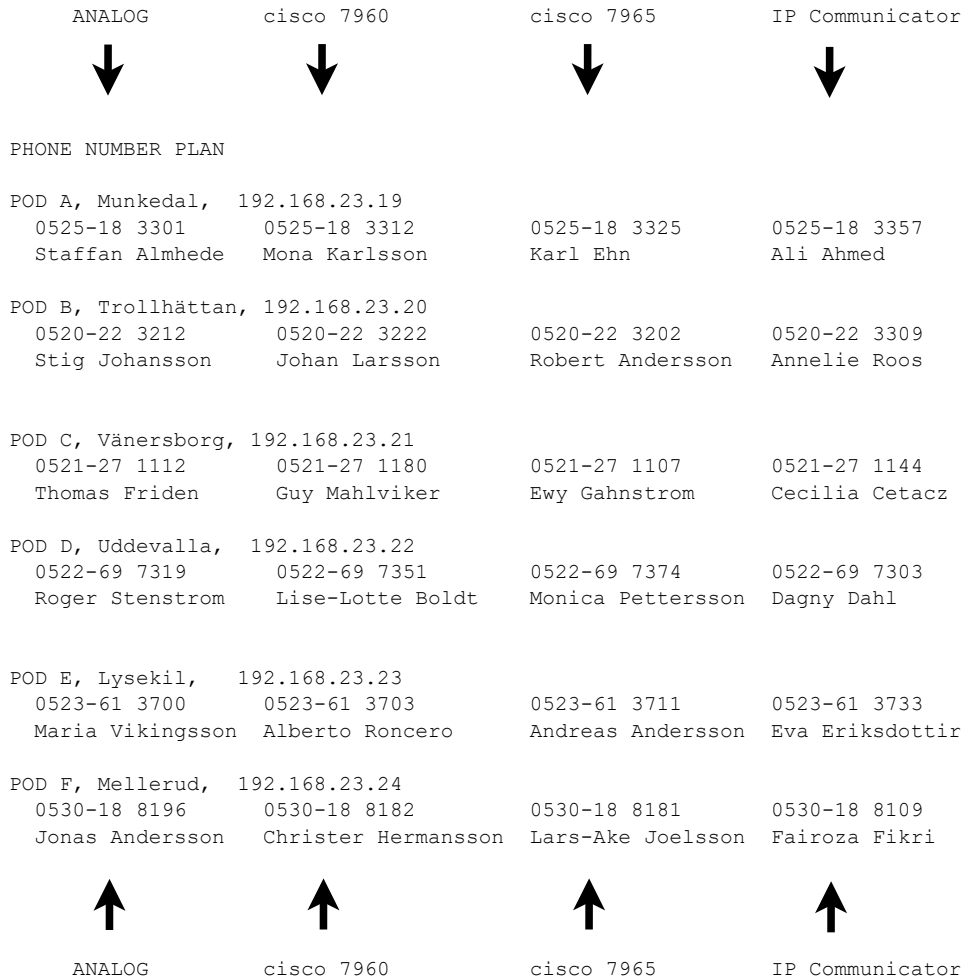 ANALOG cisco 7960 cisco 7965 IP Communicator
PHONE NUMBER PLAN
POD A, Munkedal, 192.168.23.19
0525-18 3301 0525-18 3312 0525-18 3325 0525-18 3357
Staffan Almhede Mona Karlsson Karl Ehn Ali Ahmed
POD B, Trollhättan, 192.168.23.20
0520-22 3212 0520-22 3222 0520-22 3202 0520-22 3309
Stig Johansson Johan Larsson Robert Andersson Annelie Roos
POD C, Vänersborg, 192.168.23.21
0521-27 1112 0521-27 1180 0521-27 1107 0521-27 1144
Thomas Friden Guy Mahlviker Ewy Gahnstrom Cecilia Cetacz
POD D, Uddevalla, 192.168.23.22
0522-69 7319 0522-69 7351 0522-69 7374 0522-69 7303
Roger Stenstrom Lise-Lotte Boldt Monica Pettersson Dagny Dahl
POD E, Lysekil, 192.168.23.23
0523-61 3700 0523-61 3703 0523-61 3711 0523-61 3733
Maria Vikingsson Alberto Roncero Andreas Andersson Eva Eriksdottir
POD F, Mellerud, 192.168.23.24
0530-18 8196 0530-18 8182 0530-18 8181 0530-18 8109
Jonas Andersson Christer Hermansson Lars-Ake Joelsson Fairoza Fikri
ANALOG cisco 7960 cisco 7965 IP Communicator